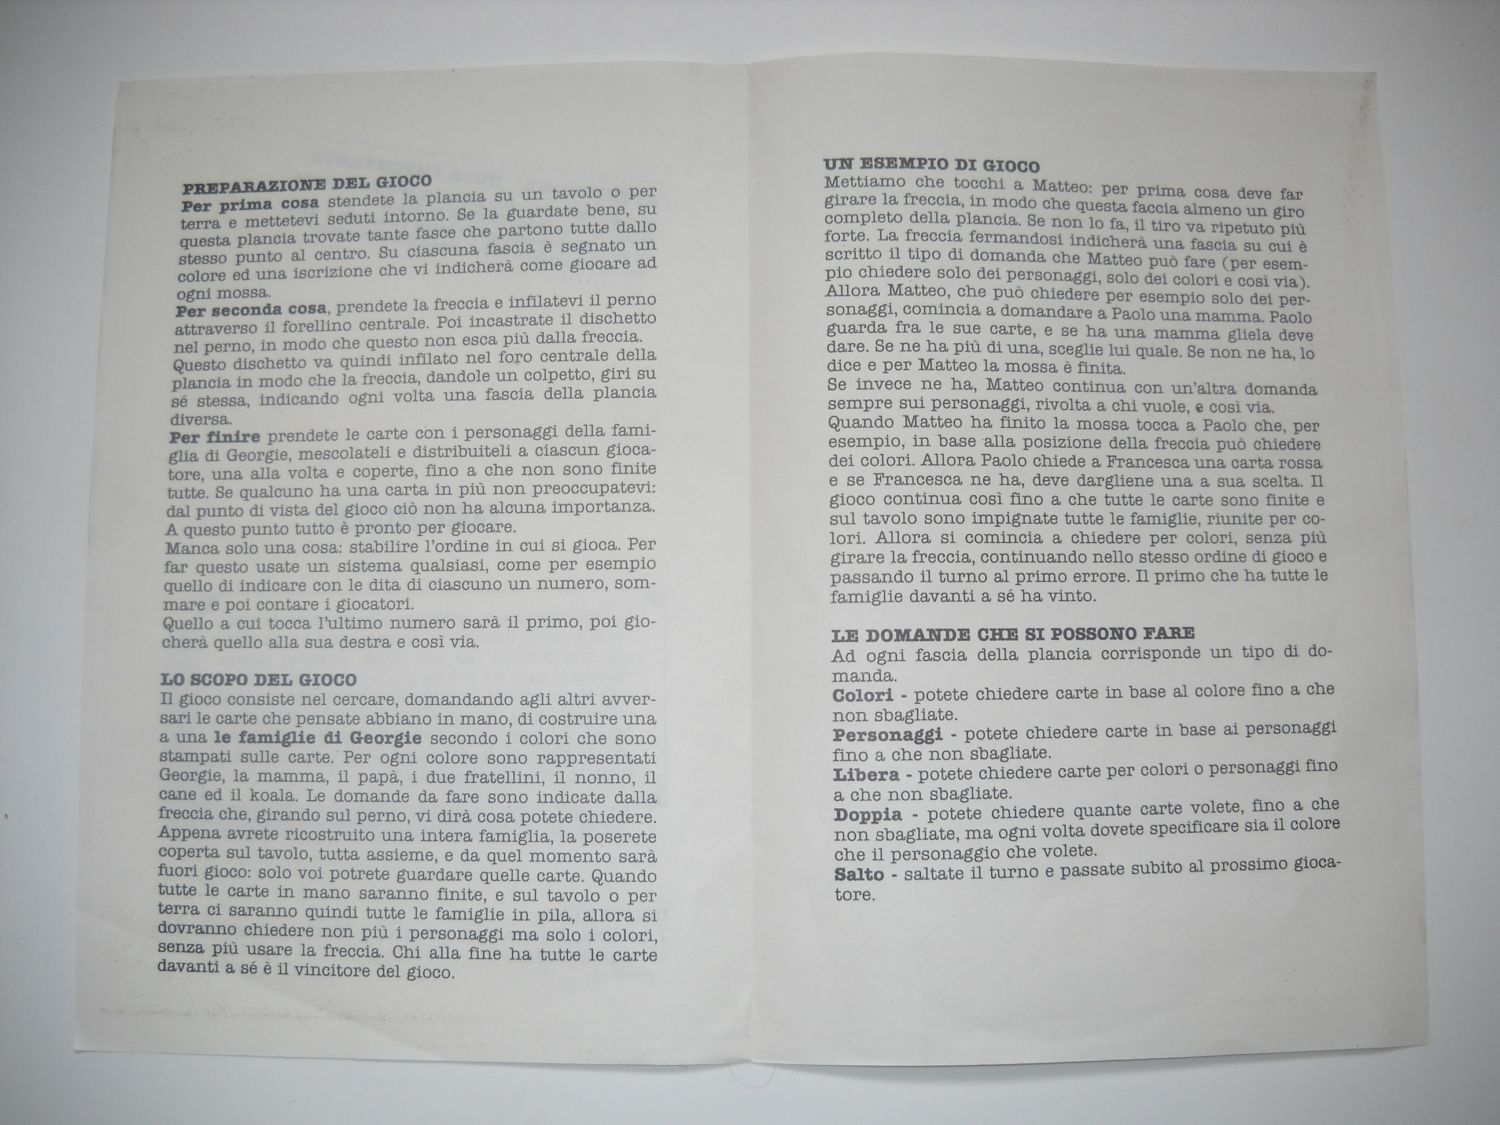 PREPARAZIONE DEL GIOCO
Per prima cosa stendete la plancia su un tavolo o per
terra e mettetevi seduti intorno. Se la guardate bene, su
questa plancia trovate tante fasce che partono tutte dallo
stesso punto al centro. Su ciascuna fascia è segnato un
colore ed una iscrizione che vi indicherà come giocare ad
ogni mossa.
Per seconda cosa, prendete la freccia e infilatevi il perno
attraverso il forellino centrale. Poi incastrate il dischetto
nel perno, in modo che questo non esca più dalla freccia.
Questo dischetto va quindi infilato nel foro centrale della
plancia in modo che la freccia, dandole un colpetto, giri su
sé stessa, indicando ogni volta una fascia della plancia
diversa.
Per finire prendete le carte con i personaggi della fami-
glia di Georgie, mescolateli e distribuiteli a ciascun gioca-
tore, una alla volta e coperte, fino a che non sono finite
tutte. Se qualcuno ha una carta in più non preoccupatevi:
dal punto di vista del gioco ciò non ha alcuna importanza.
A questo punto tutto è pronto per giocare.
Manca solo una cosa: stabilire l'ordine in cui si gioca. Per
far questo usate un sistema qualsiasi, come per esempio
quello di indicare con le dita di ciascuno un numero, som-
mare e poi contare i giocatori.
Quello a cui tocca l'ultimo numero sarà il primo, poi gio-
cherà quello alla sua destra e così via.
LO SCOPO DEL GIOCO
Il gioco consiste nel cercare, domandando agli altri avver-
sari le carte che pensate abbiano in mano, di costruire una
a una le famiglie di Georgie secondo i colori che sono
stampati sulle carte. Per ogni colore sono rappresentati
Georgie, la mamma, il papà, i due fratellini, il nonno, il
cane ed il koala. Le domande da fare sono indicate dalla
freccia che, girando sul perno, vi dirà cosa potete chiedere.
Appena avrete ricostruito una intera famiglia, la poserete
coperta sul tavolo, tutta assieme, e da quel momento sarà
fuori gioco: solo voi potrete guardare quelle carte. Quando
tutte le carte in mano saranno finite, e sul tavolo o per
terra ci saranno quindi tutte le famiglie in pila, allora si
dovranno chiedere non più i personaggi ma solo i colori,
senza più usare la freccia. Chi alla fine ha tutte le carte
davanti a sé è il vincitore del gioco.
UN ESEMPIO DI GIOCO
Mettiamo che tocchi a Matteo: per prima cosa deve far
girare la freccia, in modo che questa faccia almeno un giro
completo della plancia. Se non lo fa, il tiro va ripetuto più
forte. La freccia fermandosi indicherà una fascia su cui è
scritto il tipo di domanda che Matteo può fare (per esem-
pio chiedere solo dei personaggi, solo dei colori e così via).
Allora Matteo, che può chiedere per esempio solo dei per-
sonaggi, comincia a domandare a Paolo una mamma. Paolo
guarda fra le sue carte, e se ha una mamma gliela deve
dare. Se ne ha più di una, sceglie lui quale. Se non ne ha, lo
dice e per Matteo la mossa è finita.
Se invece ne ha, Matteo continua con un'altra domanda
sempre sui personaggi, rivolta a chi vuole, e così via.
Quando Matteo ha finito la mossa tocca a Paolo che, per
esempio, in base alla posizione della freccia può chiedere
dei colori. Allora Paolo chiede a Francesca una carta rossa
e se Francesca ne ha, deve dargliene una a sua scelta. Il
gioco continua così fino a che tutte le carte sono finite e
sul tavolo sono impignate tutte le famiglie, riunite per co-
lori. Allora si comincia a chiedere per colori, senza più
girare la freccia, continuando nello stesso ordine di gioco e
passando il turno al primo errore. Il primo che ha tutte le
famiglie davanti a sé ha vinto.
LE DOMANDE CHE SI POSSONO FARE
Ad ogni fascia della plancia corrisponde un tipo di do-
manda.
Colori - potete chiedere carte in base al colore fino a che
non sbagliate.
Personaggi - potete chiedere carte in base ai personaggi
fino a che non sbagliate.
Libera - potete chiedere carte per colori o personaggi fino
a che non sbagliate.
Doppia - potete chiedere quante carte volete, fino a che
non sbagliate, ma ogni volta dovete specificare sia il colore
che il personaggio che volete.
Salto - saltate il turno e passate subito al prossimo gioca-
tore.